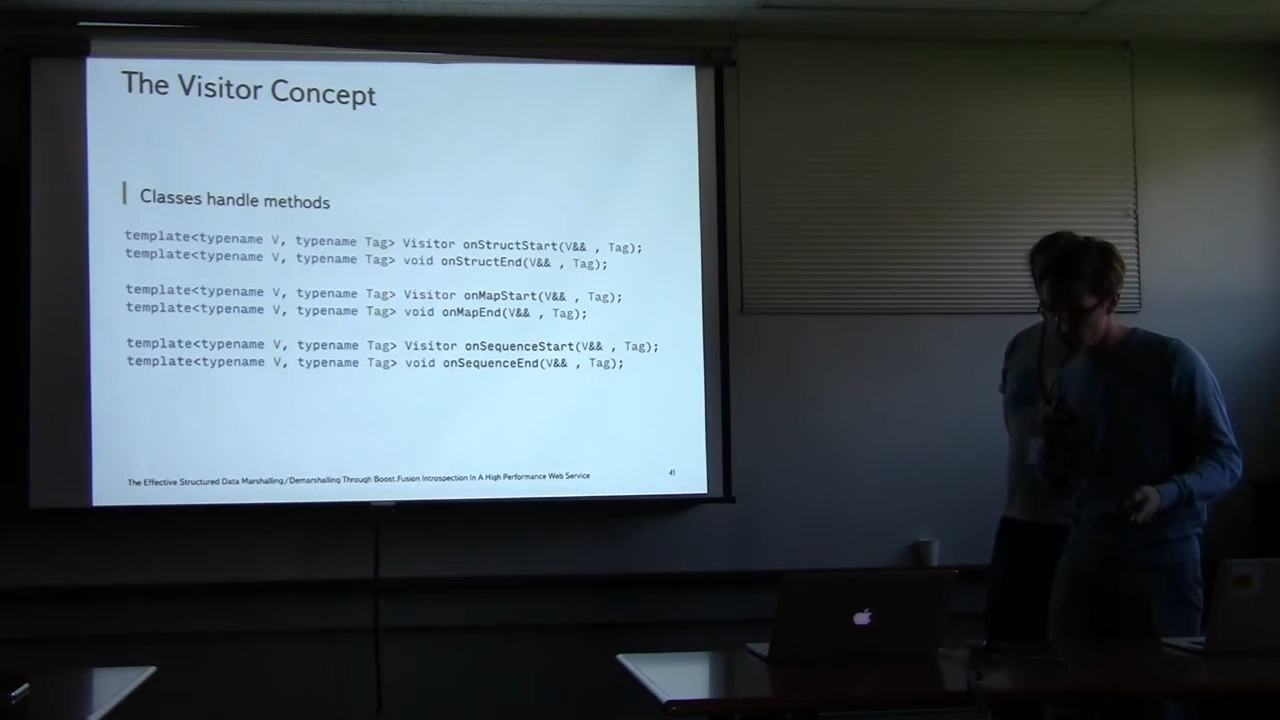 The Visitor Concept
Classes handle methods
template<typename V, typename Tag> Visitor onStructStart(V&& , Tag);
template<typename V, typename Tag> void onStructEnd(V&& , Tag);
template<typename V, typename Tag> Visitor onMapStart(V&& , Tag);
template<typename V, typename Tag> void onMapEnd(V&& , Tag);
template<typename V, typename Tag> Visitor onSequenceStart(V&& , Tag);
template<typename V, typename Tag> void onSequenceEnd(V&& , Tag);
The Effective Structured Data Marshalling/Demarshalling Through Boost.Fusion Introspection In A High Performance Web Service
41